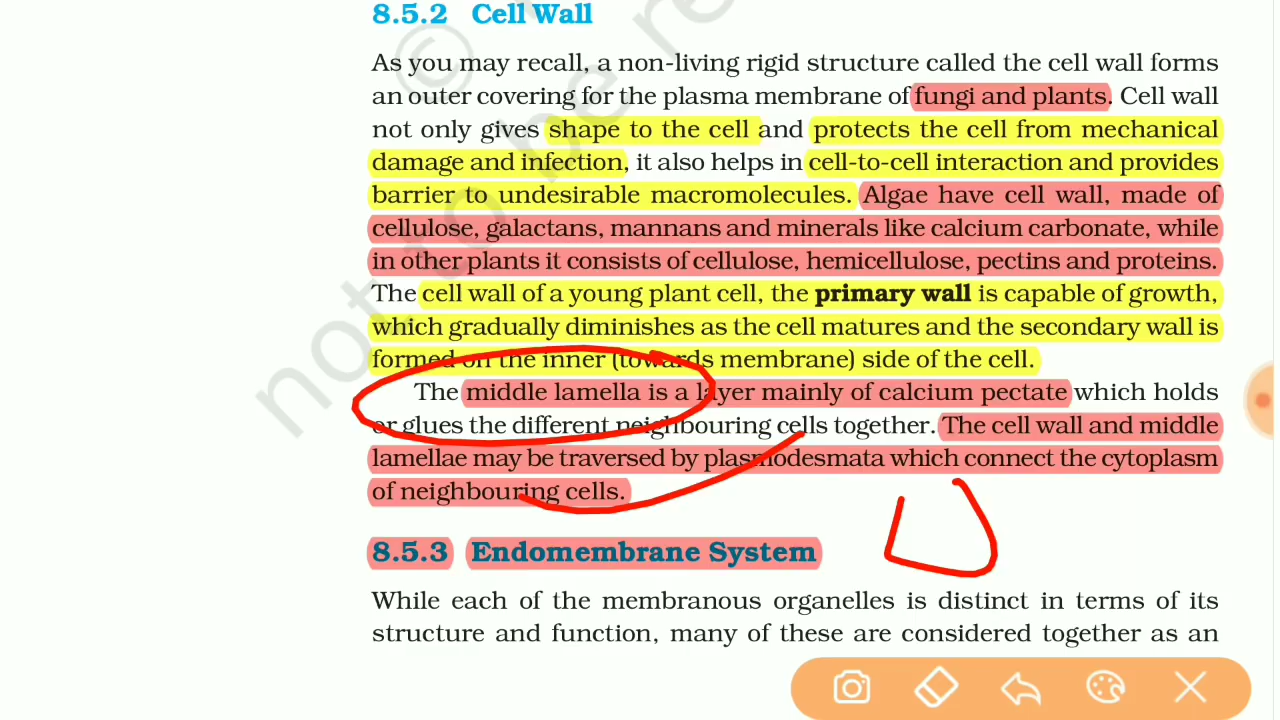 8.5.2 Cell Wall
As you may recall, a non-living rigid structure called the cell wall forms
an outer covering for the plasma membrane of fungi and plants. Cell wall
not only gives shape to the cell and protects the cell from mechanical
damage and infection, it also helps in cell-to-cell interaction and provides
barrier to undesirable macromolecules. Algae have cell wall, made of
cellulose, galactans, mannans and minerals like calcium carbonate, while
in other plants it consists of cellulose, hemicellulose, pectins and proteins.
The cell wall of a young plant cell, the primary wall is capable of growth,
which gradually diminishes as the cell matures and the secondary wall is
formed on the inner (towards membrane) side of the cell.
The middle lamella is a layer mainly of calcium pectate which holds
or glues the different neighbouring cells together. The cell wall and middle
lamellae may be traversed by plasmodesmata which connect the cytoplasm
of neighbouring cells.
8.5.3 Endomembrane System
While each of the membranous organelles is distinct in terms of its
structure and function, many of these are considered together as an
©
not to be re